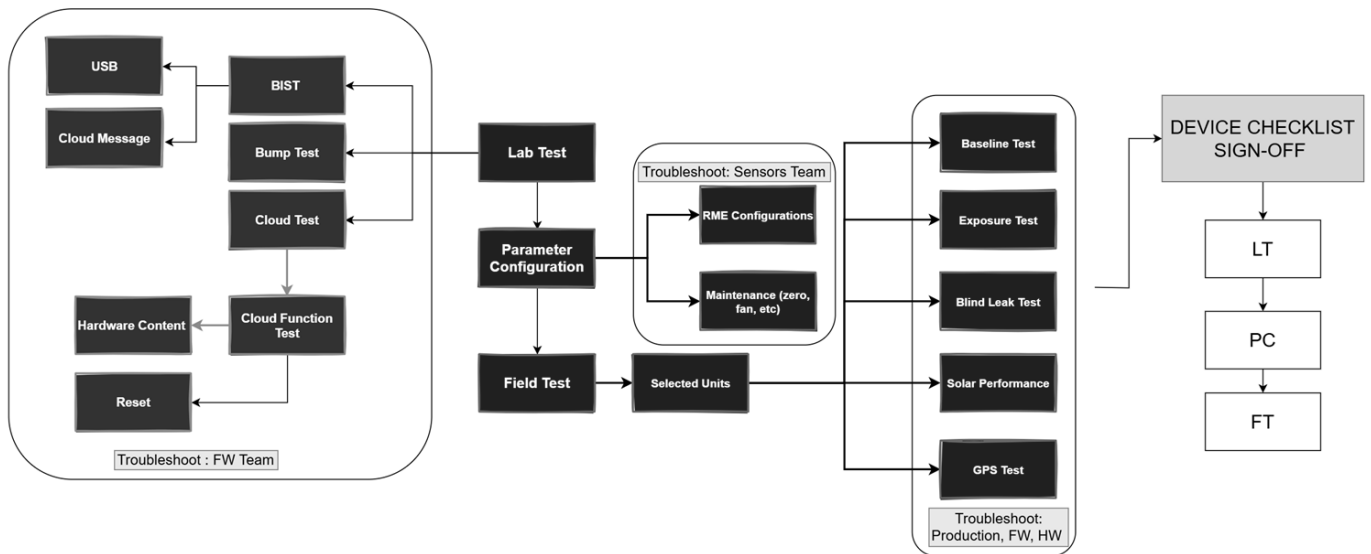 USB
Cloud Message
BIST
Bump Test
Cloud Test
Hardware Content
Cloud Function
Test
Reset
Troubleshoot : FW Team
Lab Test
Parameter
Configuration
Field Test
Troubleshoot: Sensors Team
RME Configurations
Maintenance (zero,
fan, etc)
Selected Units
Baseline Test
Exposure Test
Blind Leak Test
Solar Performance
GPS Test
Troubleshoot:
Production, FW, HW
DEVICE CHECKLIST
SIGN-OFF
LT
PC
FT